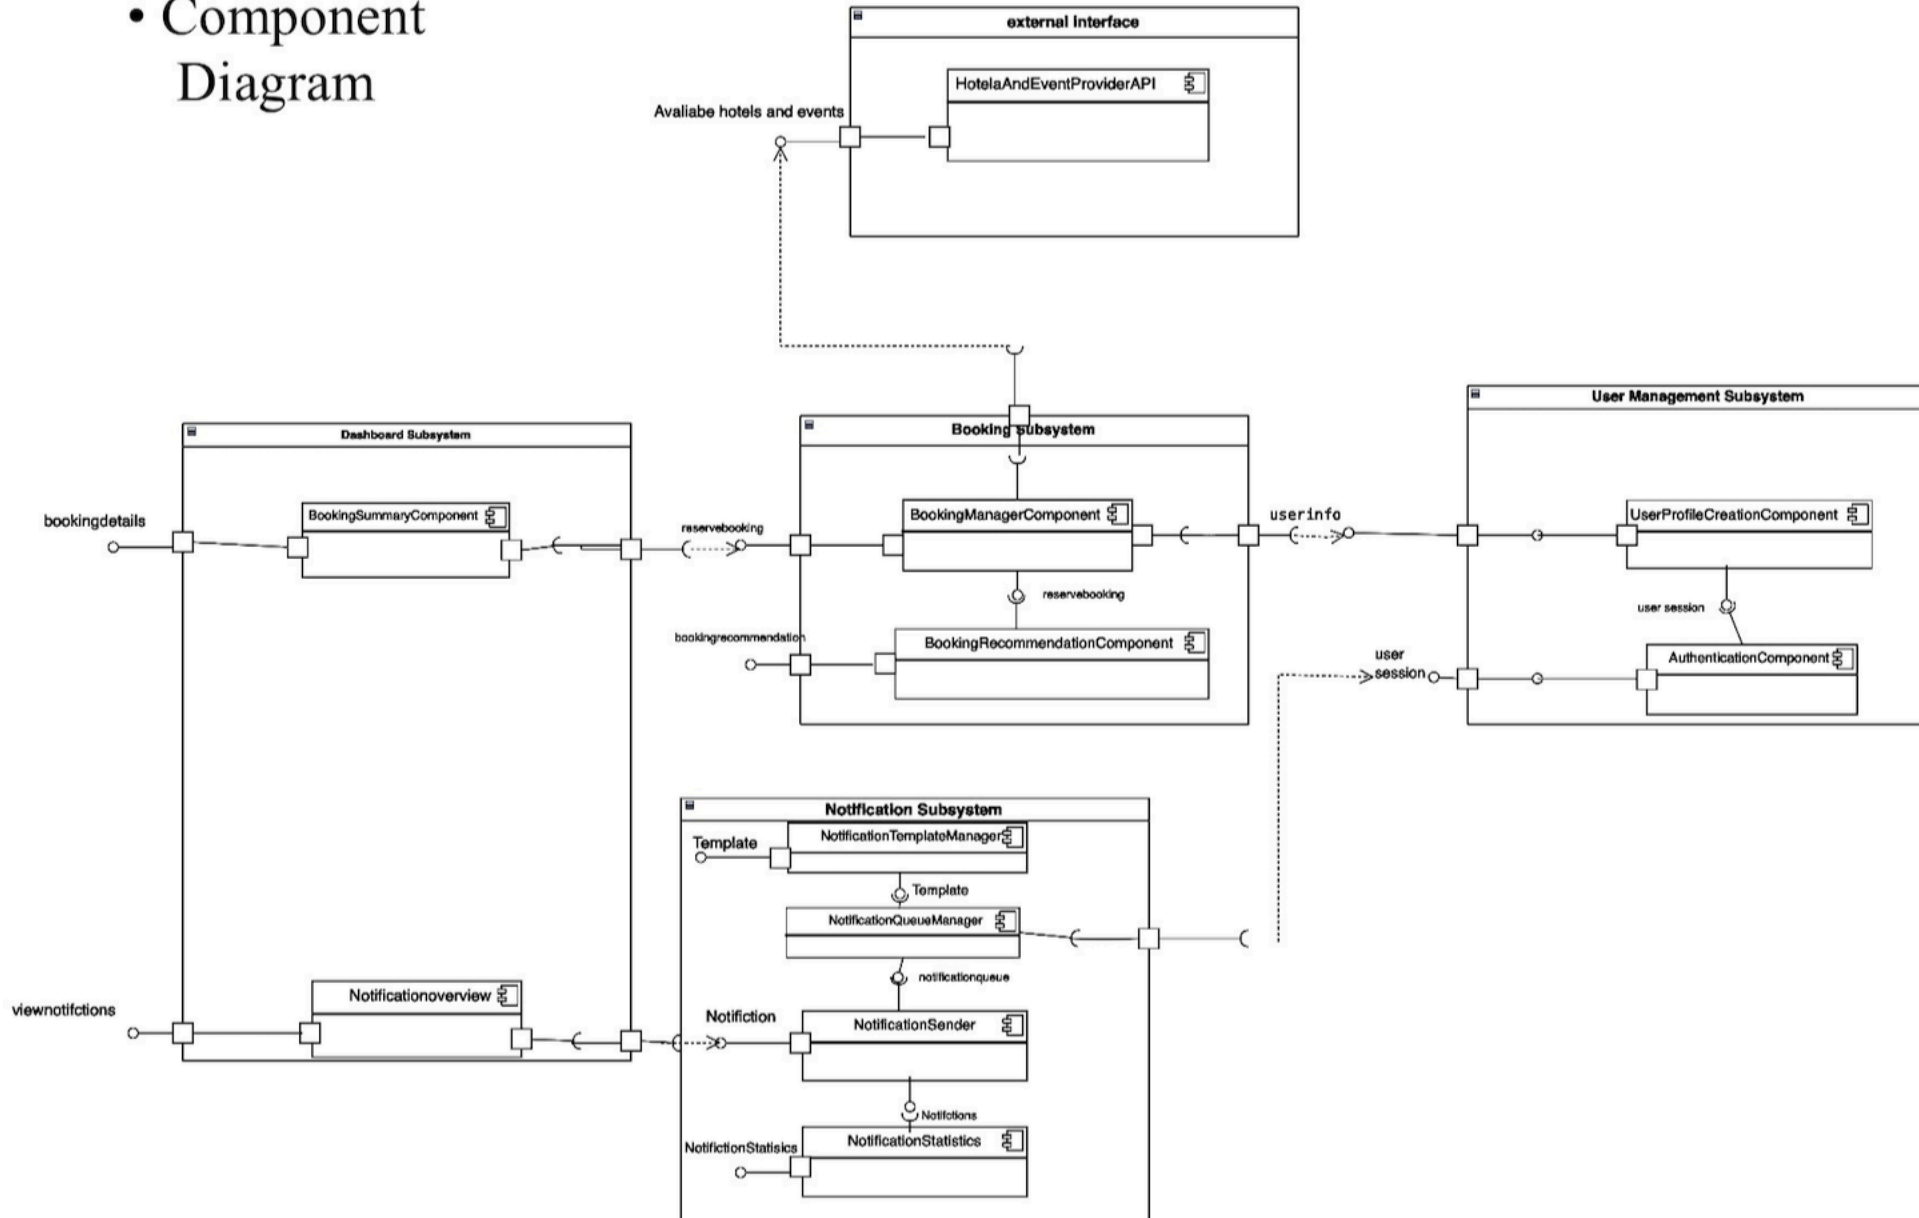 • Component
Diagram
external Interface
HotelaAndEventProviderAPI
Avaliabe hotels and events
User Management Subsystem
Dashboard Subsystem
Booking Subsystem
bookingdetails
BookingSummaryComponent
reservebooking
BookingManagerComponent
userinfo
UserProfileCreationComponent
reservebooking
user session
bookingrecommendation
BookingRecommendationComponent
user
session
AuthenticationComponent
Notification Subsystem
Template
NotificationTemplateManager
Template
NotificationQueueManager
notificationqueue
viewnotifctions
Notificationoverview
Notifiction
NotificationSender
Notifctions
NotifictionStatisics
NotificationStatistics